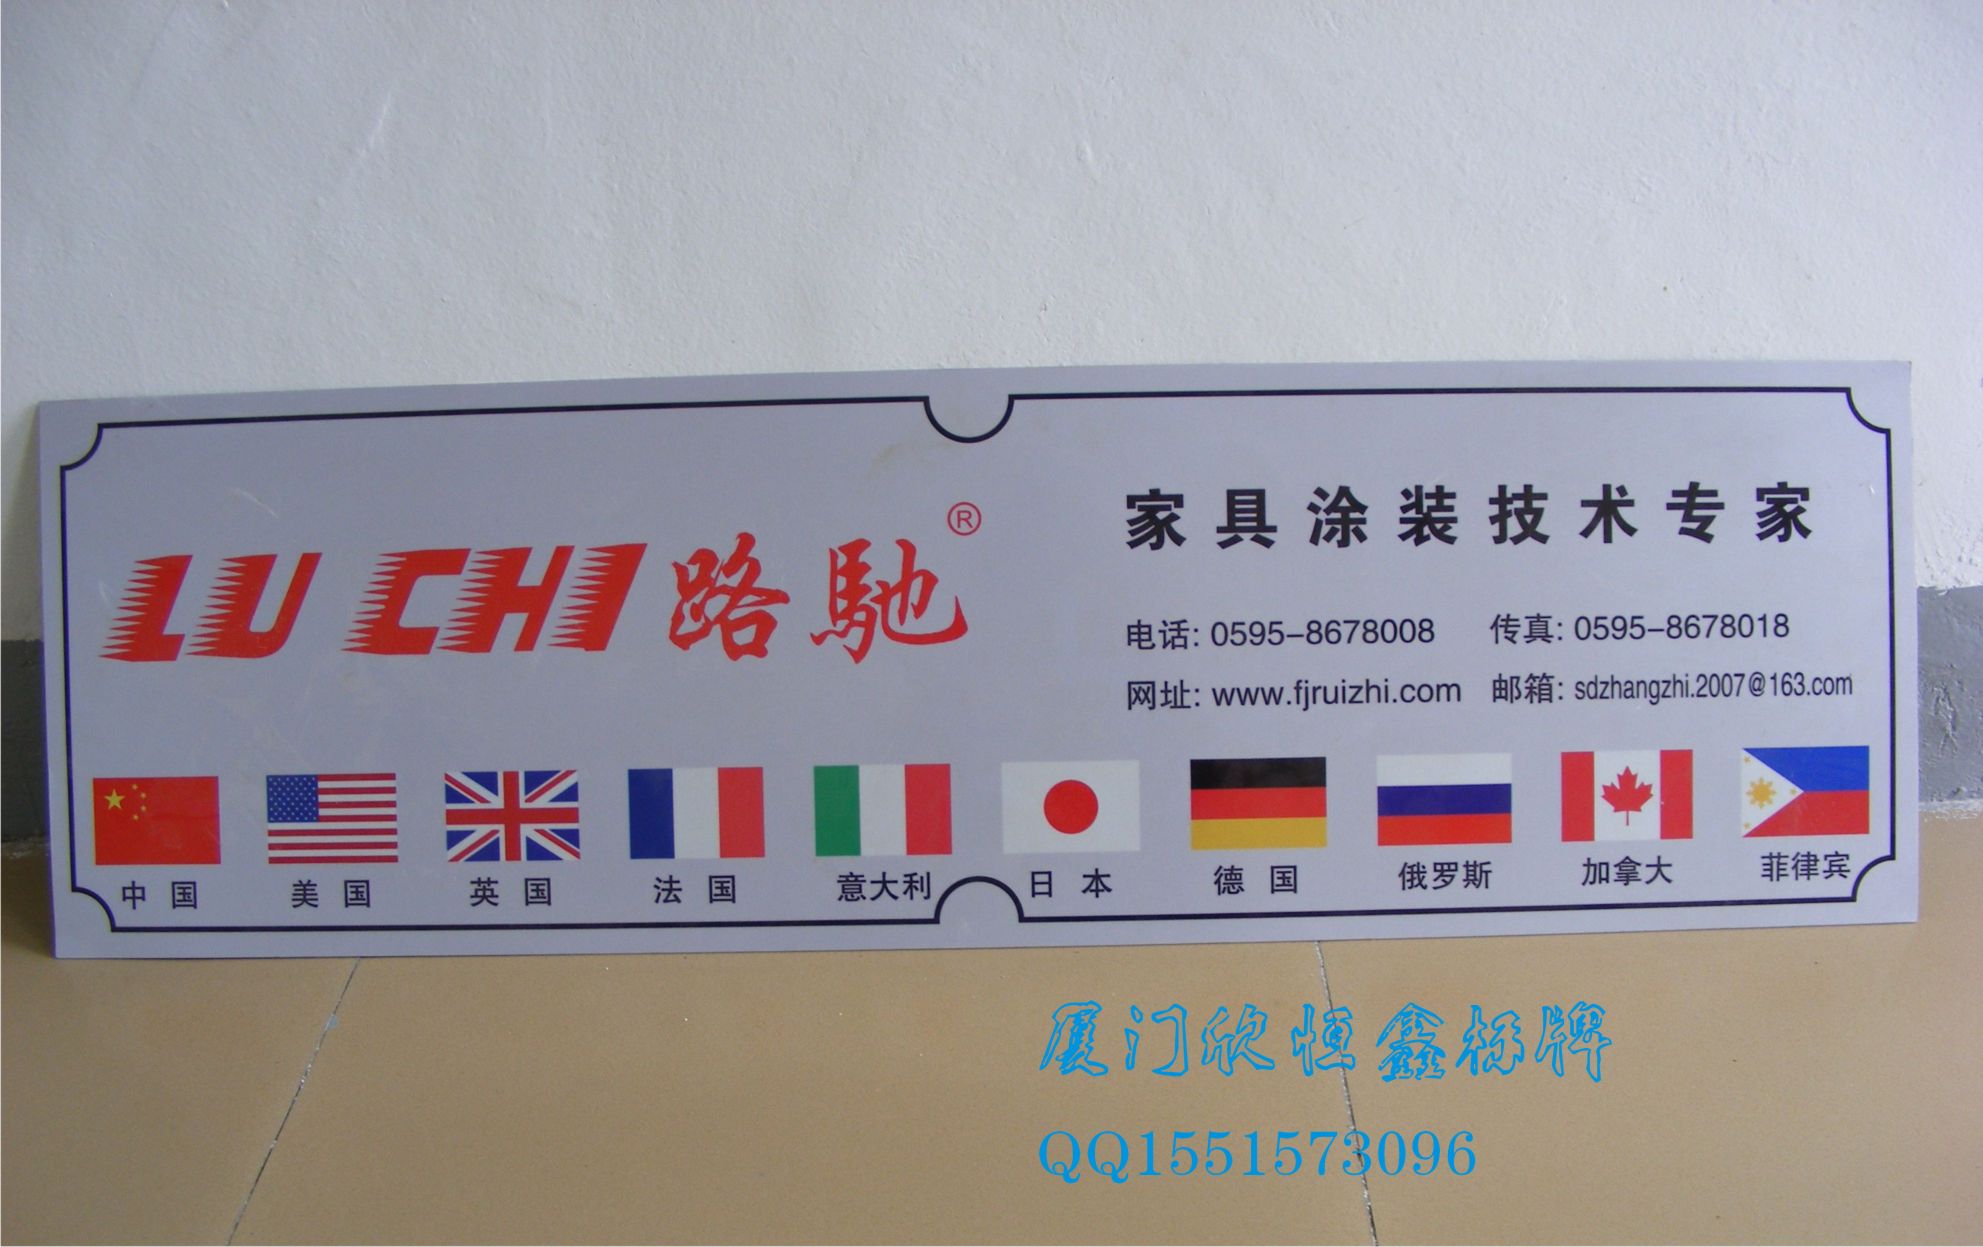 LU CHI 路馳®
家具涂装技术专家
电话: 0595-8678008 传真: 0595-8678018
网址: www.fjruizhi.com 邮箱: sdzhangzhi.2007@163.com
中国 美国 英国 法国 意大利 日本 德国 俄罗斯 加拿大 菲律宾
厦门欣恒鑫标牌
QQ1551573096